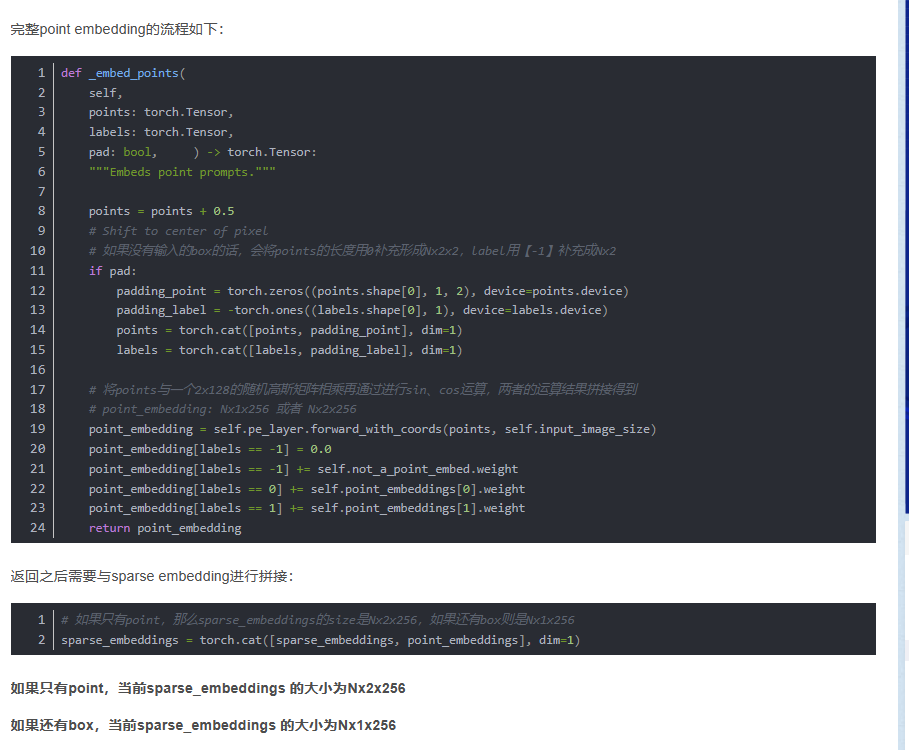 完整point embedding的流程如下：
1 def _embed_points(
2 self,
3 points: torch.Tensor,
4 labels: torch.Tensor,
5 pad: bool,     ) -> torch.Tensor:
6 """Embeds point prompts."""
7
8 points = points + 0.5
9 # Shift to center of pixel
10 # 如果没有输入的box的话，会将points的长度用0补充形成Nx2x2，label用【-1】补充成Nx2
11 if pad:
12 padding_point = torch.zeros((points.shape[0], 1, 2), device=points.device)
13 padding_label = -torch.ones((labels.shape[0], 1), device=labels.device)
14 points = torch.cat([points, padding_point], dim=1)
15 labels = torch.cat([labels, padding_label], dim=1)
16
17 # 将points与一个2x128的随机高斯矩阵相乘再通过进行sin、cos运算，两者的运算结果拼接得到
18 # point_embedding: Nx1x256 或者 Nx2x256
19 point_embedding = self.pe_layer.forward_with_coords(points, self.input_image_size)
20 point_embedding[labels == -1] = 0.0
21 point_embedding[labels == -1] += self.not_a_point_embed.weight
22 point_embedding[labels == 0] += self.point_embeddings[0].weight
23 point_embedding[labels == 1] += self.point_embeddings[1].weight
24 return point_embedding
返回之后需要与sparse embedding进行拼接：
1 # 如果只有point，那么sparse_embeddings的size是Nx2x256，如果还有box则是Nx1x256
2 sparse_embeddings = torch.cat([sparse_embeddings, point_embeddings], dim=1)
如果只有point，当前sparse_embeddings 的大小为Nx2x256
如果还有box，当前sparse_embeddings 的大小为Nx1x256